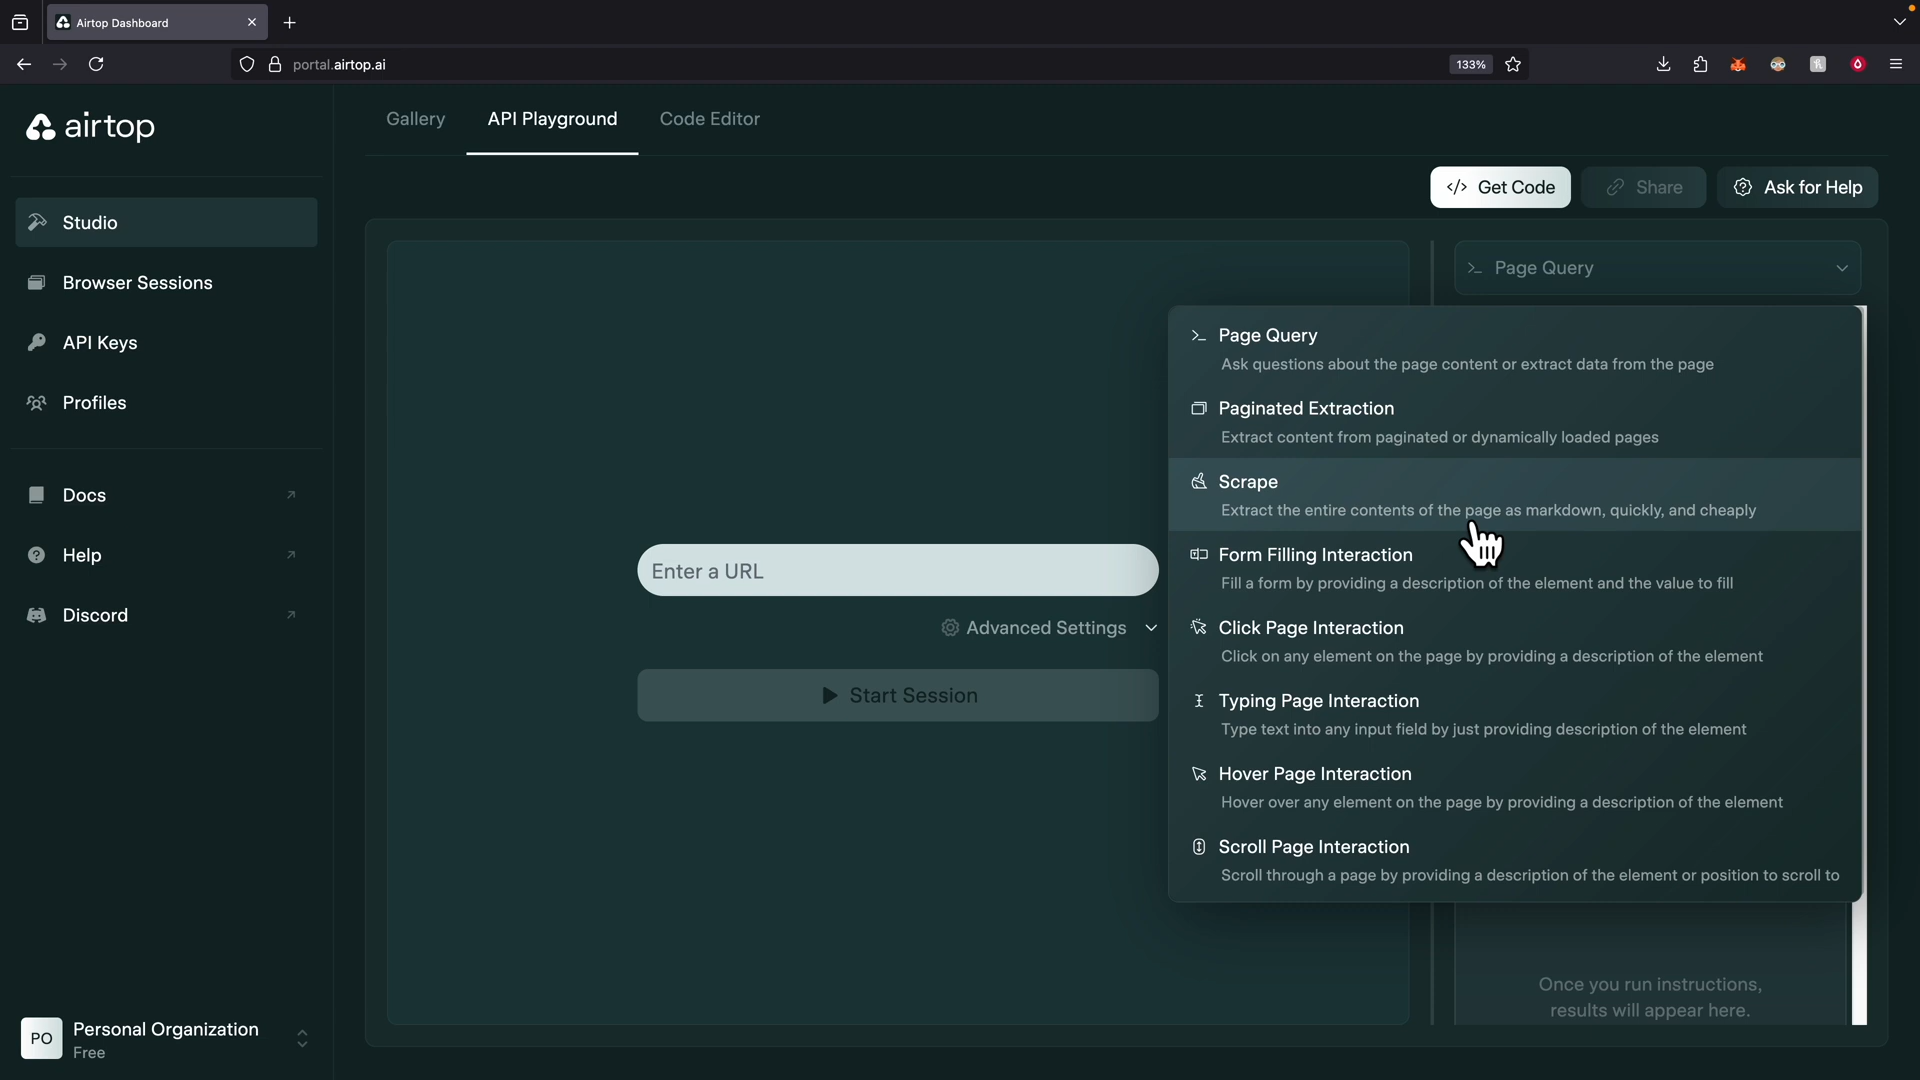 Airtop Dashboard
portal.airtop.ai
133%
airtop
Studio
Browser Sessions
API Keys
Profiles
Docs
Help
Discord
PO
Personal Organization
Free
Gallery
API Playground
Code Editor
</> Get Code
Share
Ask for Help
Enter a URL
Advanced Settings
Start Session
>_ Page Query
>_ Page Query
Ask questions about the page content or extract data from the page
Paginated Extraction
Extract content from paginated or dynamically loaded pages
Scrape
Extract the entire contents of the page as markdown, quickly, and cheaply
Form Filling Interaction
Fill a form by providing a description of the element and the value to fill
Click Page Interaction
Click on any element on the page by providing a description of the element
Typing Page Interaction
Type text into any input field by just providing description of the element
Hover Page Interaction
Hover over any element on the page by providing a description of the element
Scroll Page Interaction
Scroll through a page by providing a description of the element or position to scroll to
Once you run instructions,
results will appear here.